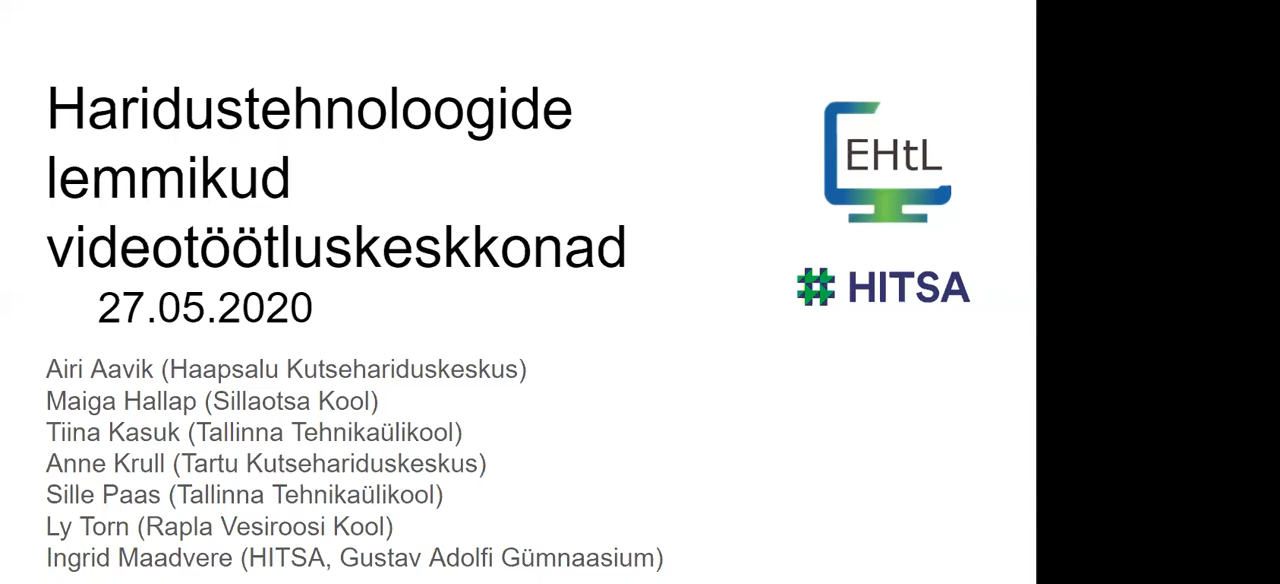 Haridustehnoloogide
lemmikud
videotöötluskeskkonad
27.05.2020
Airi Aavik (Haapsalu Kutsehariduskeskus)
Maiga Hallap (Sillaotsa Kool)
Tiina Kasuk (Tallinna Tehnikaülikool)
Anne Krull (Tartu Kutsehariduskeskus)
Sille Paas (Tallinna Tehnikaülikool)
Ly Torn (Rapla Vesiroosi Kool)
Ingrid Maadvere (HITSA, Gustav Adolfi Gümnaasium)
EHtL
# HITSA